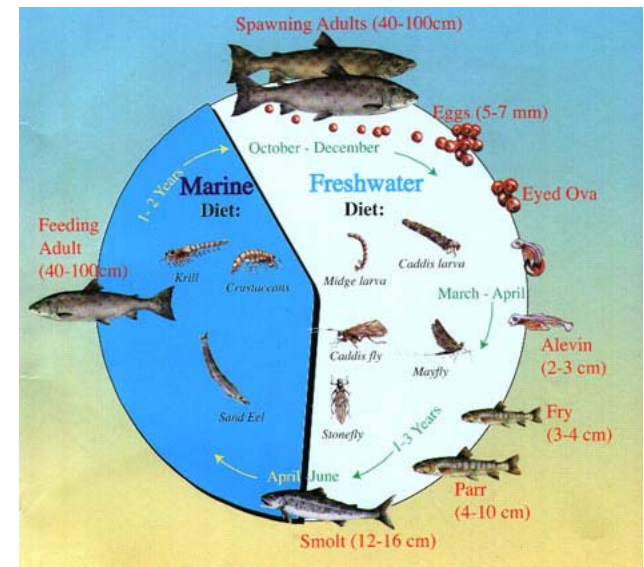 Spawning Adults (40-100cm)
Eggs (5-7 mm)
October - December
Eyed Ova
1- 2 Years
Marine
Diet:
Freshwater
Diet:
Feeding
Adult
(40-100cm)
Krill
Crustaceans
Midge larva
Caddis larva
March - April
Alevin
(2-3 cm)
Caddis fly
Mayfly
Sand Eel
Stonefly
Fry
(3-4 cm)
1-3 Years
Parr
(4-10 cm)
April-June
Smolt (12-16 cm)